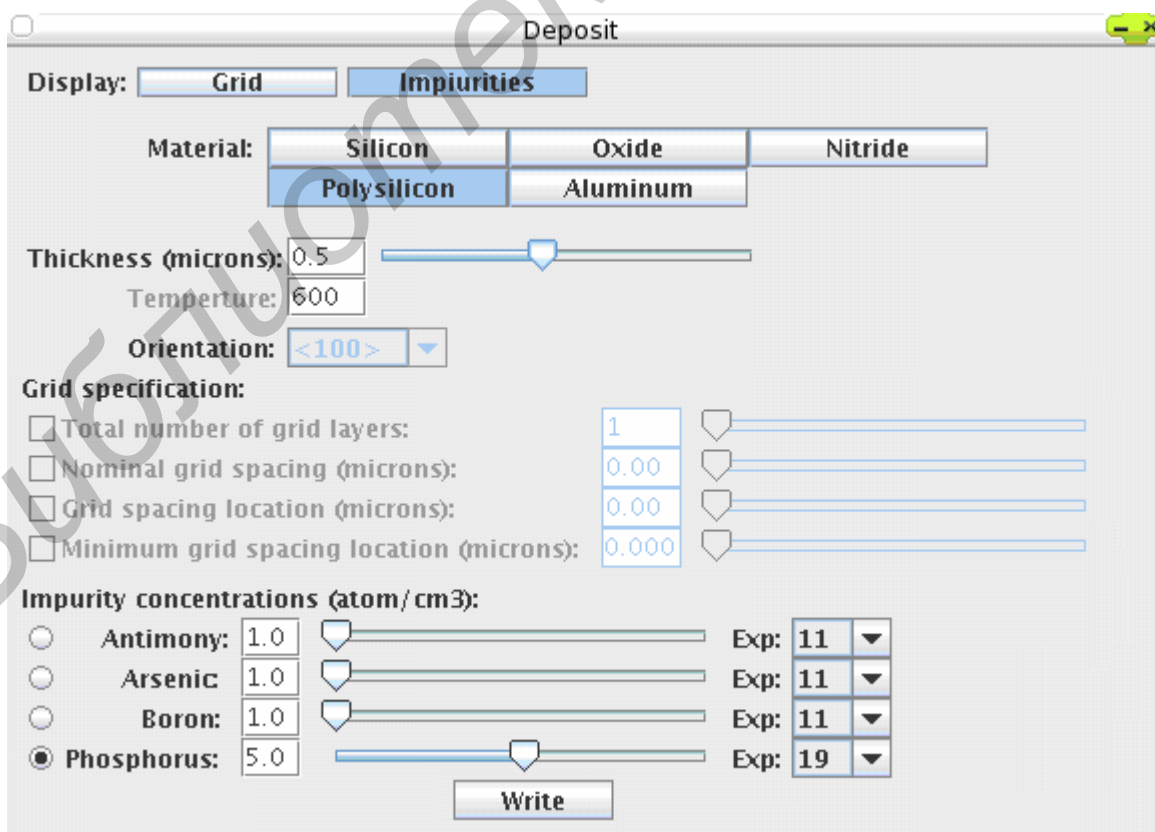 Deposit
Display: Grid Impiurities
Material: Silicon Oxide Nitride
Polysilicon Aluminum
Thickness (microns): 0.5
Temperture: 600
Orientation: <100>
Grid specification:
Total number of grid layers: 1
Nominal grid spacing (microns): 0.00
Grid spacing location (microns): 0.00
Minimum grid spacing location (microns): 0.000
Impurity concentrations (atom/cm3):
Antimony: 1.0 Exp: 11
Arsenic: 1.0 Exp: 11
Boron: 1.0 Exp: 11
Phosphorus: 5.0 Exp: 19
Write